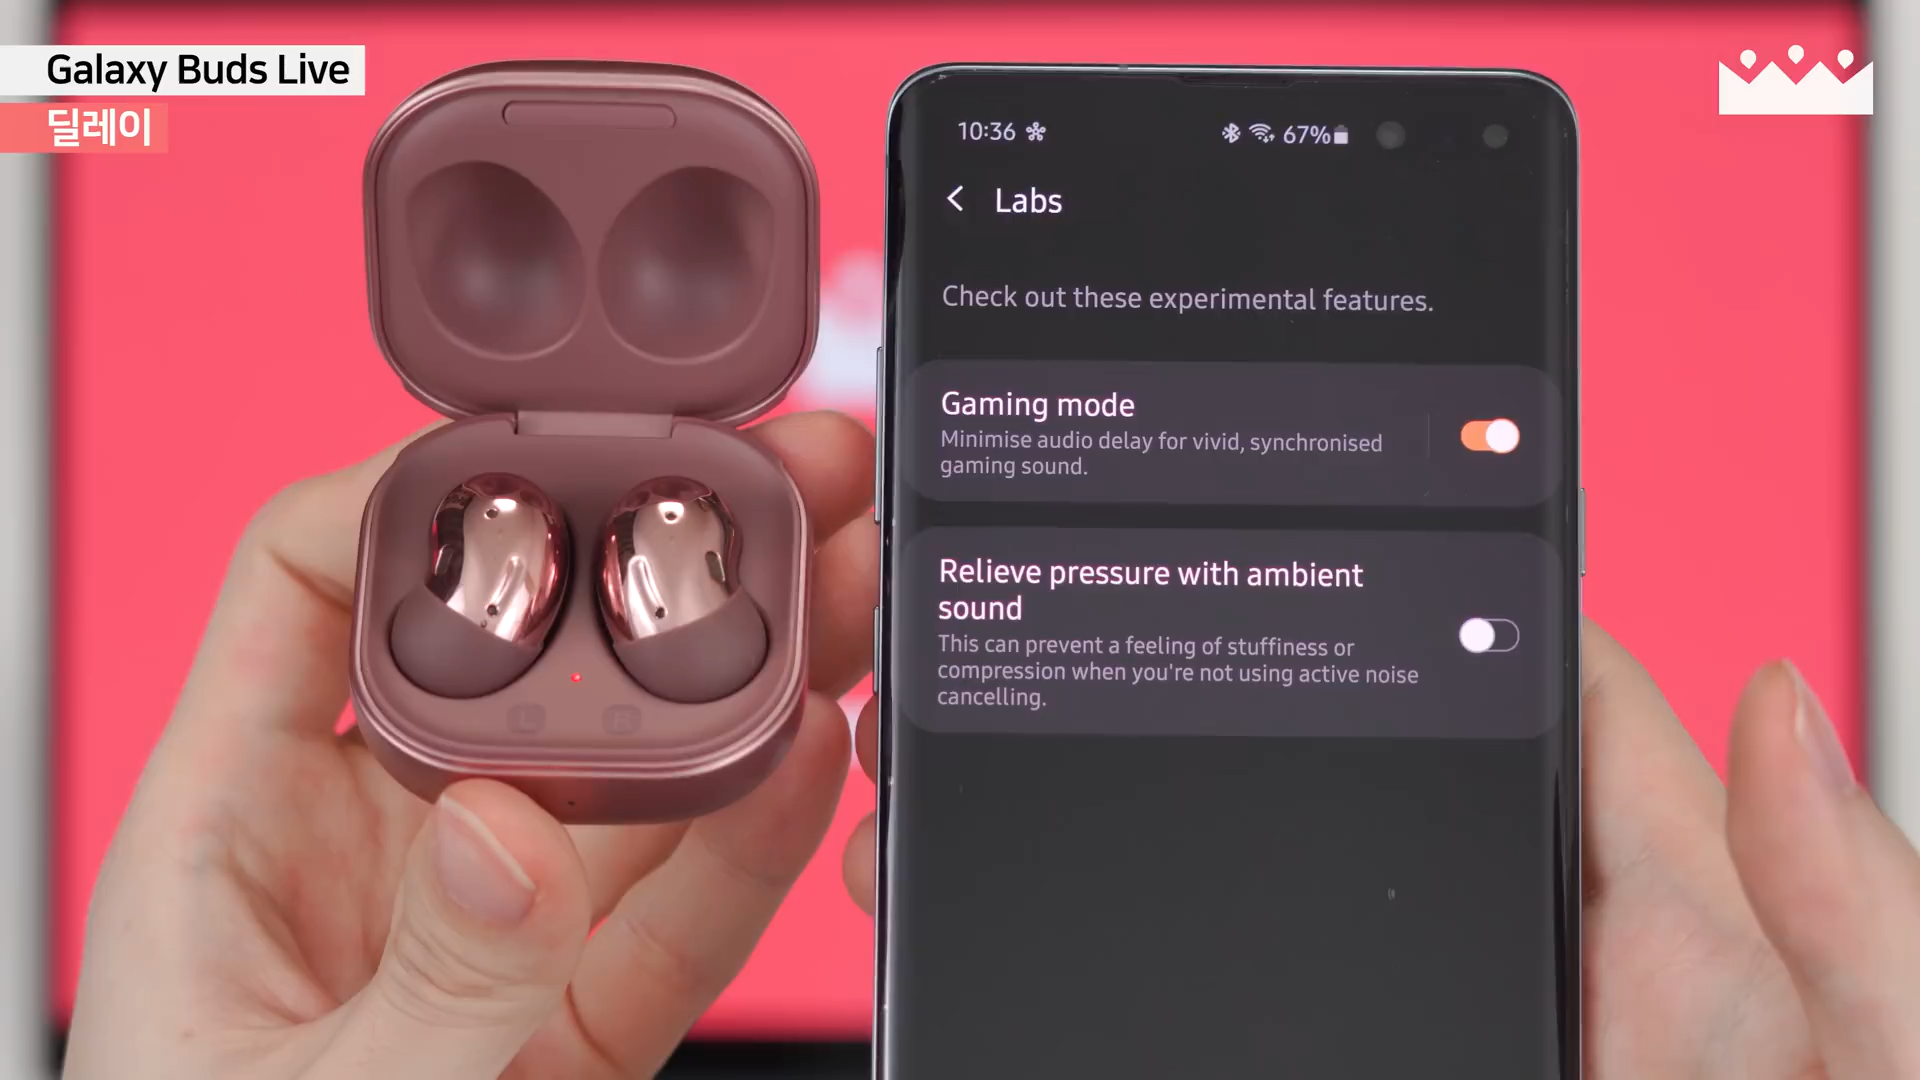 Galaxy Buds Live
딜레이
10:36
67%
Labs
Check out these experimental features.
Gaming mode
Minimise audio delay for vivid, synchronised
gaming sound.
Relieve pressure with ambient
sound
This can prevent a feeling of stuffiness or
compression when you're not using active noise
cancelling.
L
R